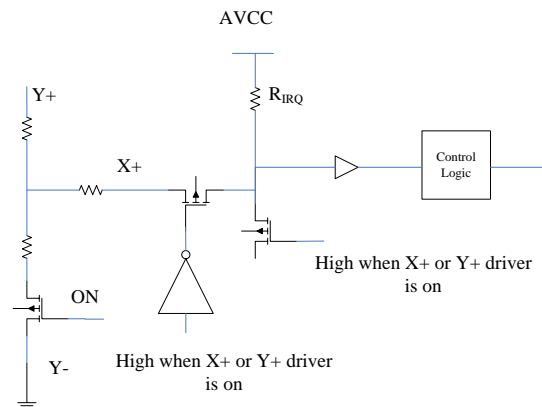 AVCC
Y+
R_IRQ
X+
Control
Logic
High when X+ or Y+ driver
is on
ON
Y-
High when X+ or Y+ driver
is on